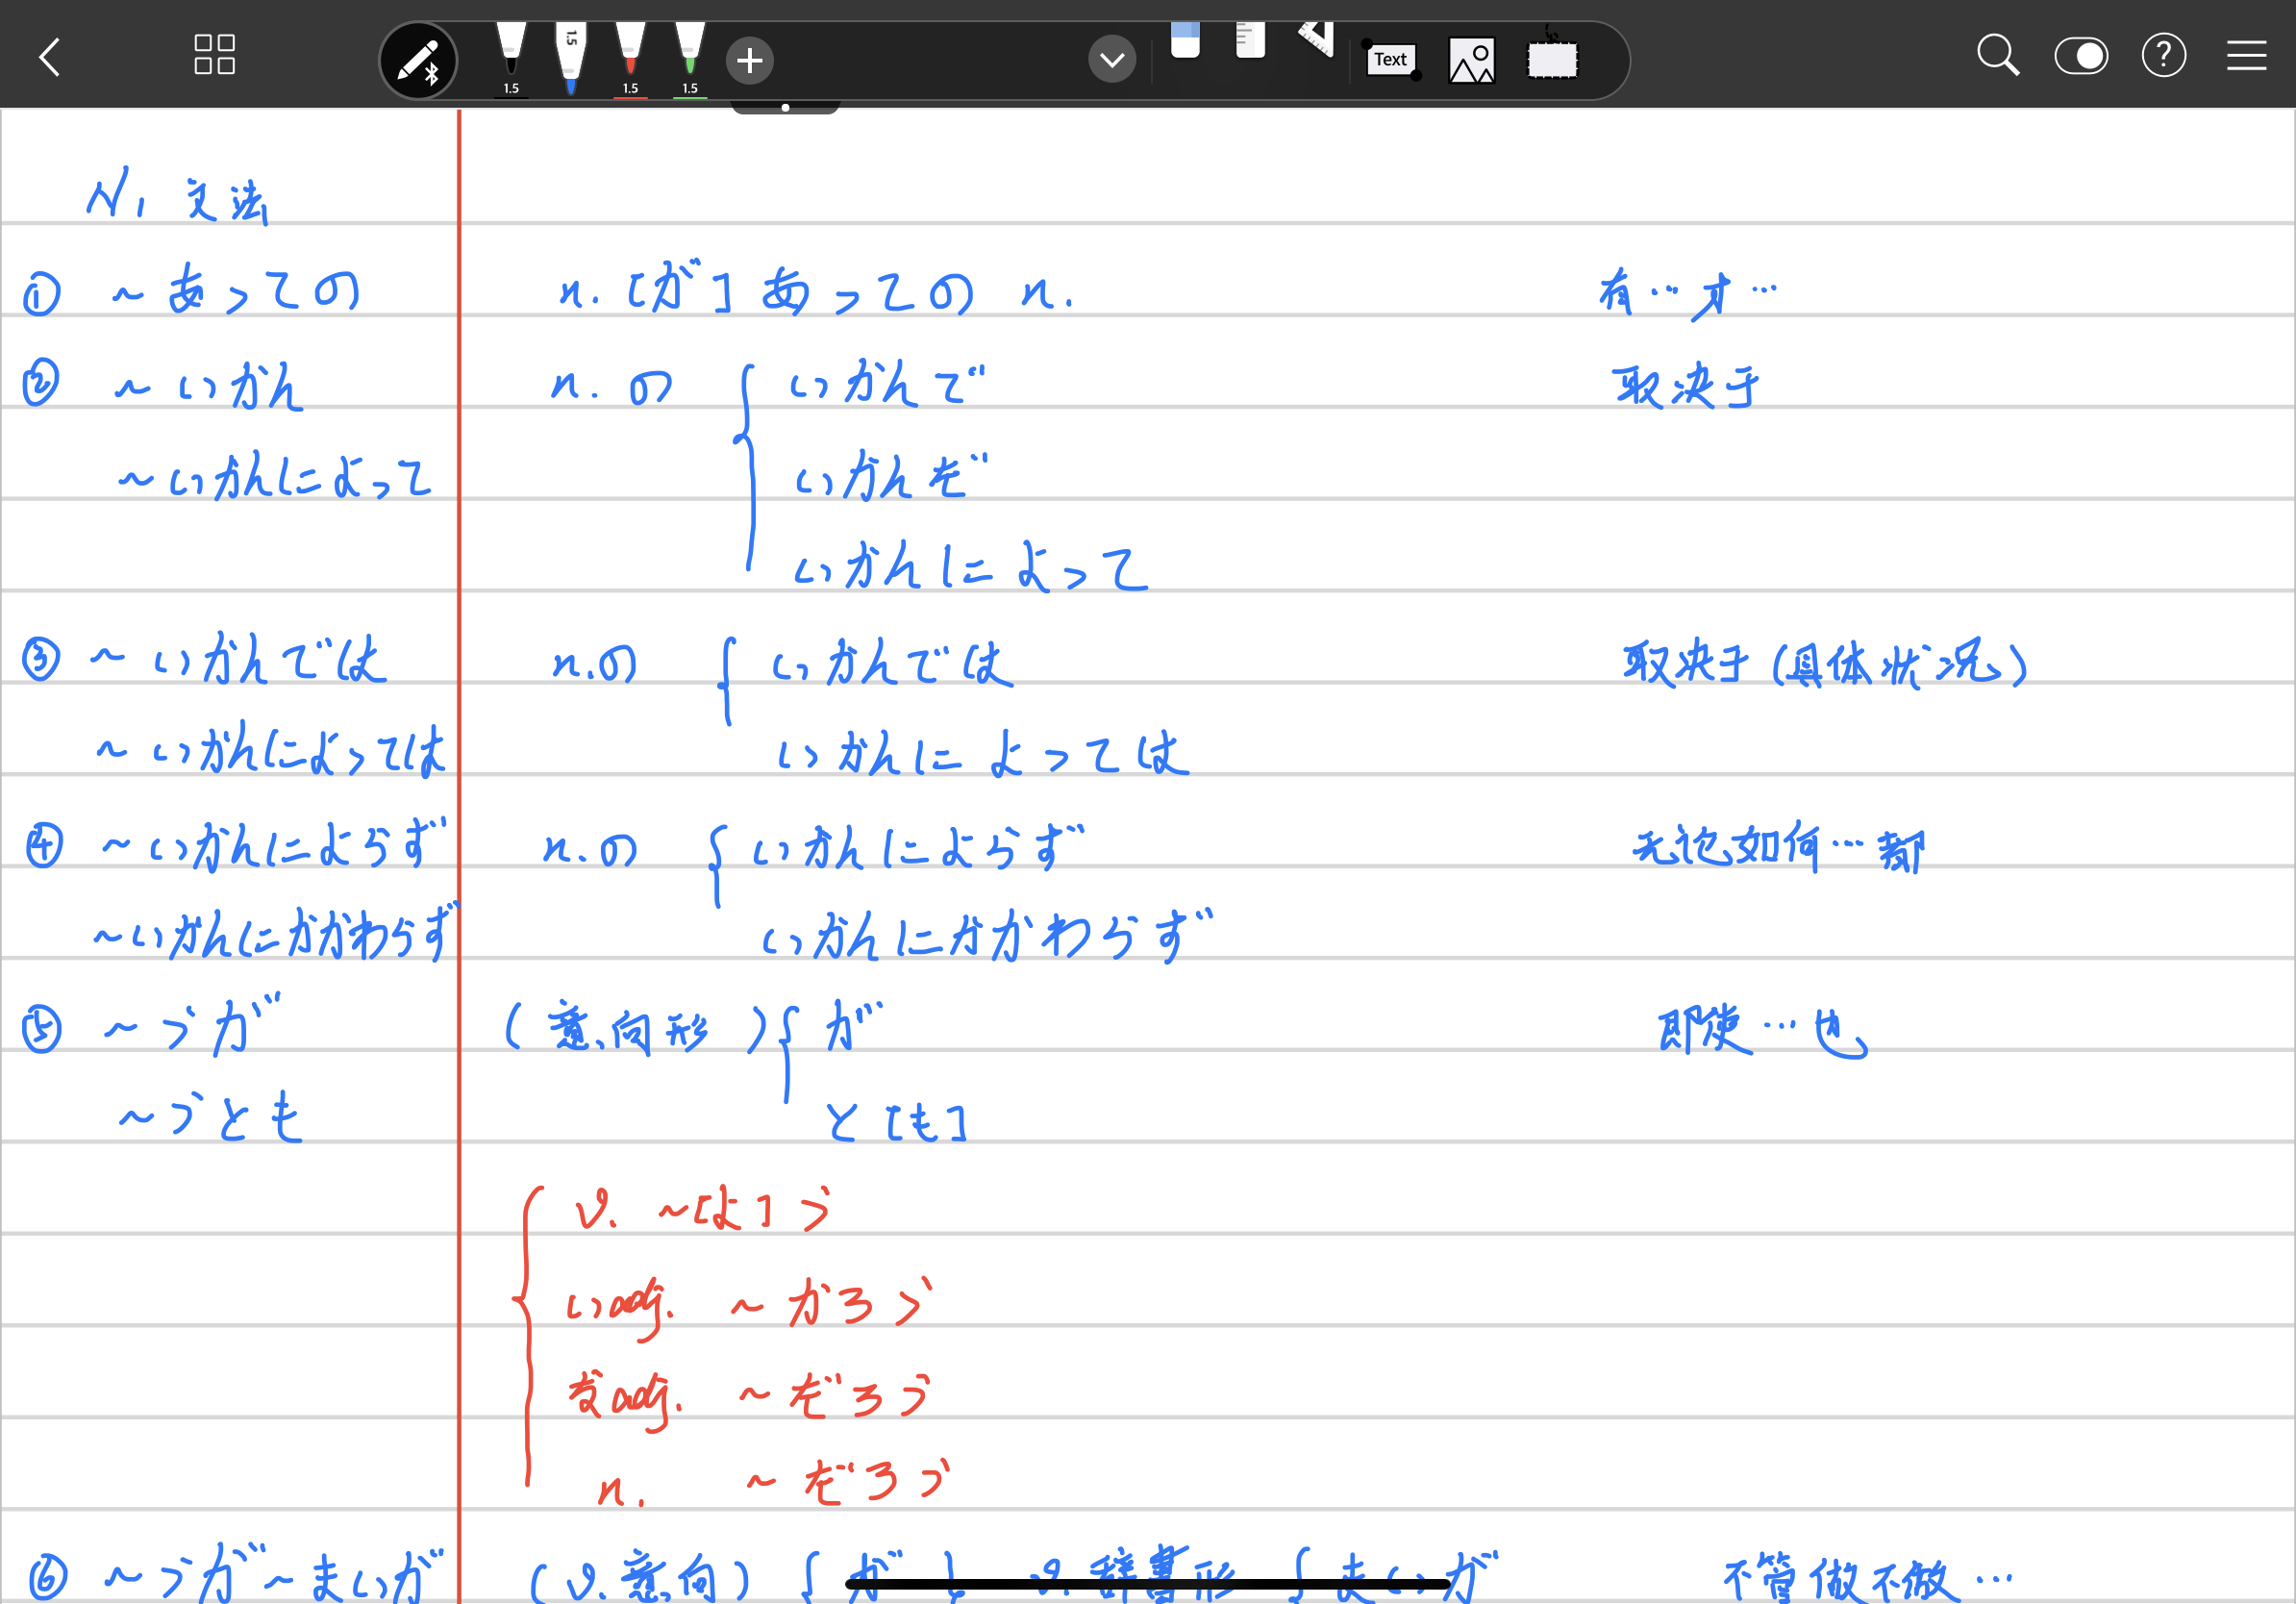 1.5 1.5 1.5 1.5 Text
N1 文法
① ～あっての n. [が] あっての n. 有…才…
② ～いかん n. の { いかんで 取决于
～いかんによって いかんだ
いかんによって
③ ～いかんでは n. の { いかんでは 取决于 (具体状况)
～いかんによっては いかんによっては
④ ～いかんによらず n. の { いかんによらず 无论如何…都
～いかんにかかわらず いかんにかかわらず
⑤ ～うが (意向形) { が 即使…也
～うとも と [も]
{ v. ～[よ]う
い adj. ～かろう
な adj. ～だろう
n. ～だろう
⑥ ～うが～まいが (v. 意向) { が まいが 不管做不做…